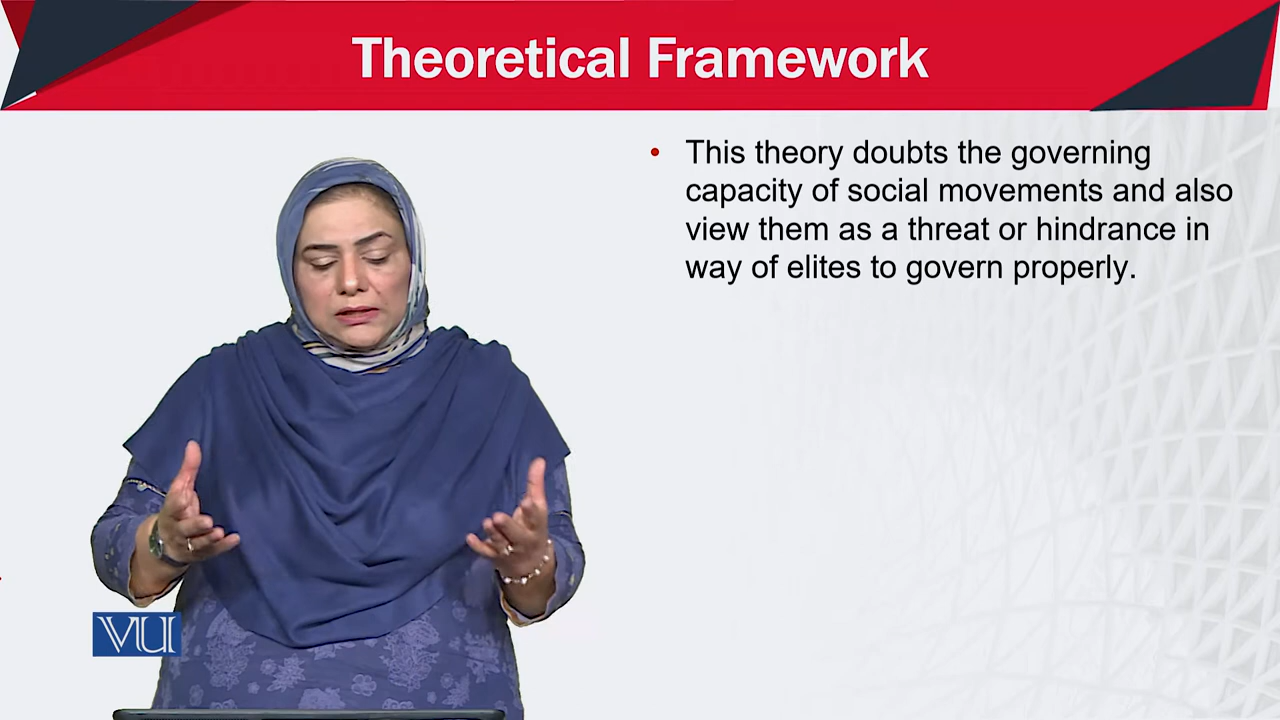 Theoretical Framework
• This theory doubts the governing
capacity of social movements and also
view them as a threat or hindrance in
way of elites to govern properly.
VU